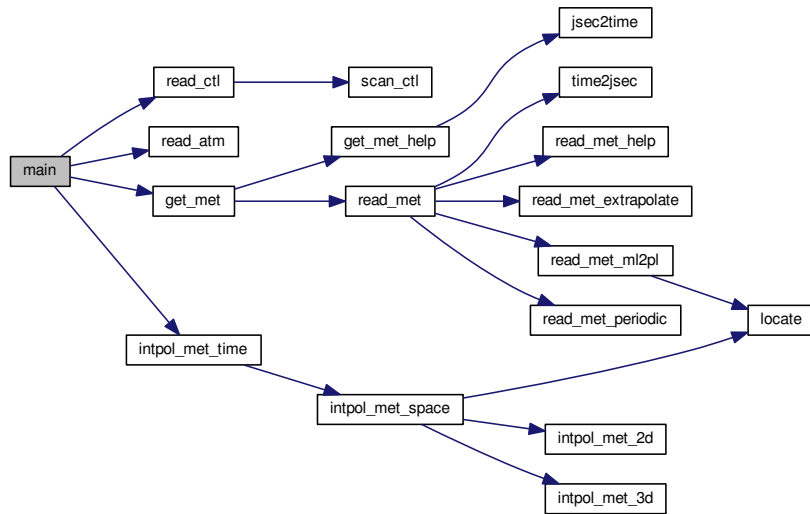 jsec2time
read_ctl
scan_ctl
time2jsec
read_atm
get_met_help
read_met_help
main
get_met
read_met
read_met_extrapolate
read_met_ml2pl
locate
read_met_periodic
intpol_met_time
intpol_met_space
intpol_met_2d
intpol_met_3d